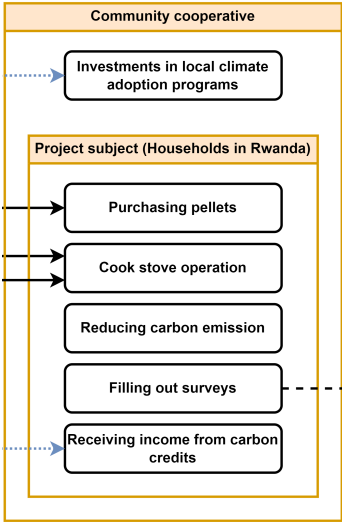 Community cooperative
Investments in local climate
adoption programs
Project subject (Households in Rwanda)
Purchasing pellets
Cook stove operation
Reducing carbon emission
Filling out surveys
Receiving income from carbon
credits